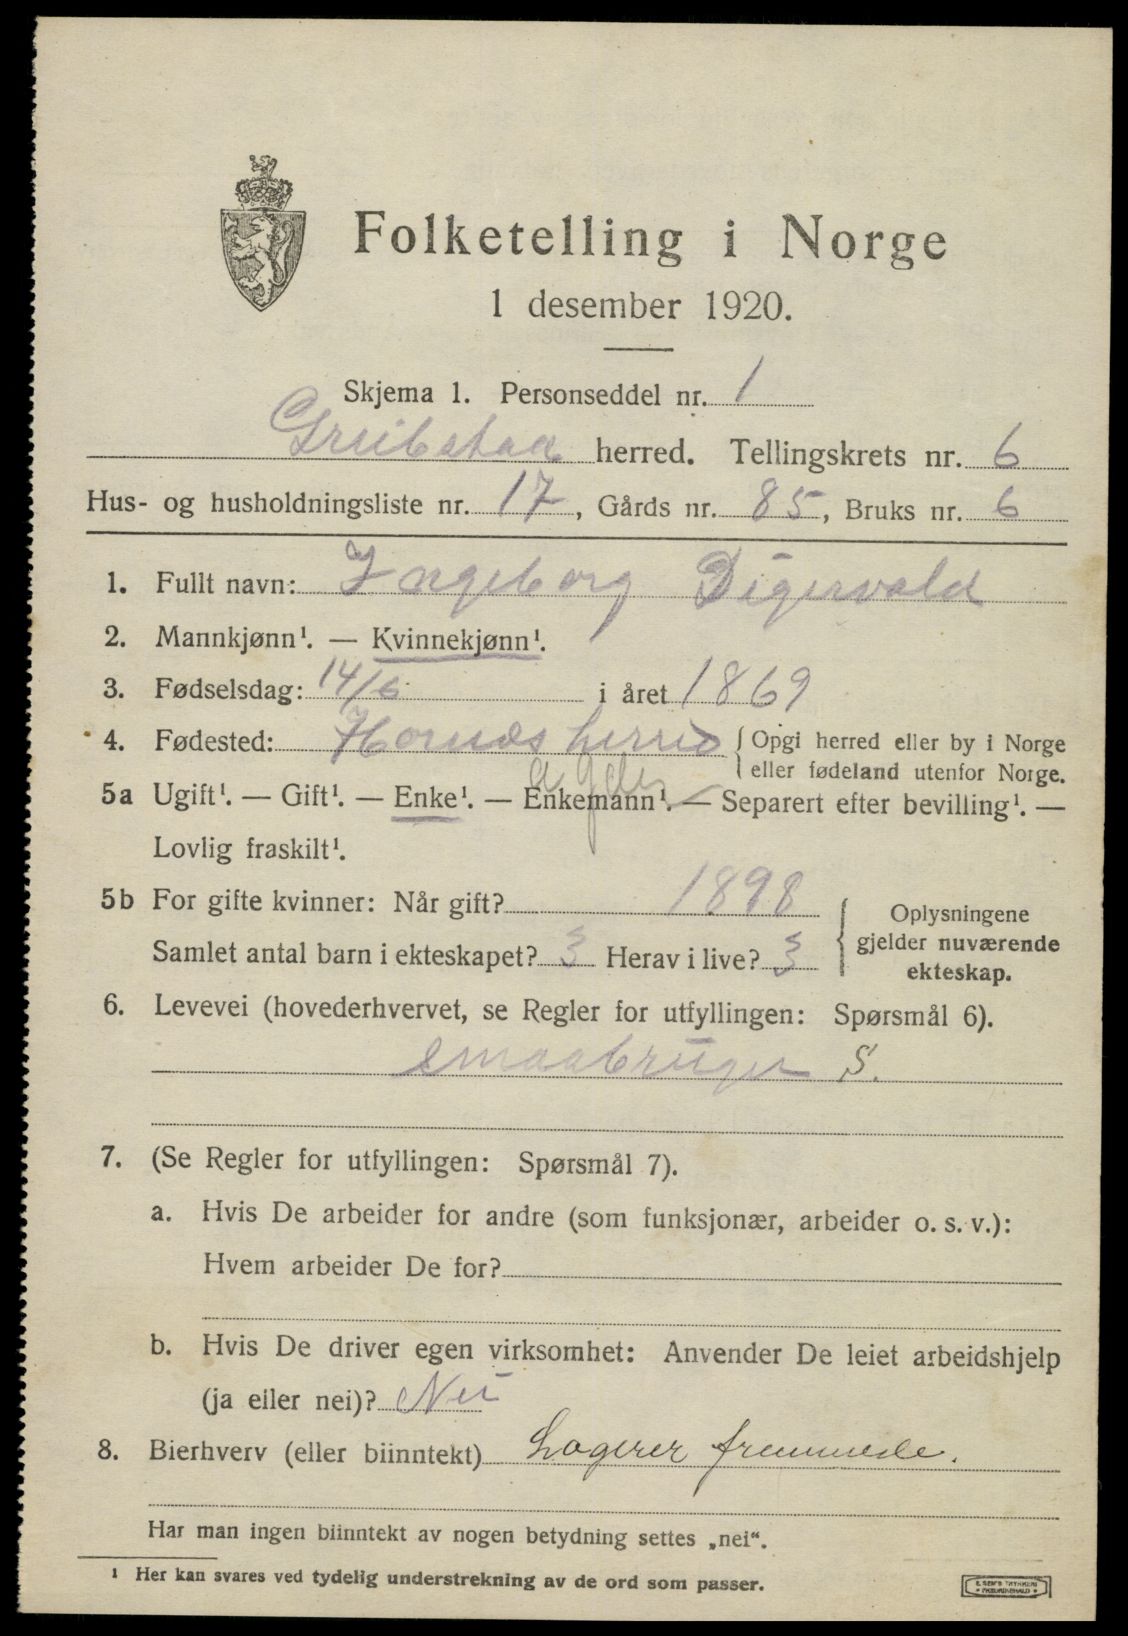 Folketelling i Norge
1 desember 1920.
Skjema 1. Personseddel nr. 1
Greibstad herred. Tellingskrets nr. 6
Hus- og husholdningsliste nr. 17, Gårds nr. 85, Bruks nr. 6
1. Fullt navn: Ingeborg Digervold
2. Mannkjønn¹. — Kvinnekjønn¹.
3. Fødselsdag: 14/6 i året 1869
4. Fødested: Hornæs herred { Opgi herred eller by i Norge
eller fødeland utenfor Norge.
a Agder
5a Ugift¹. — Gift¹. — Enke¹. — Enkemann¹. — Separert efter bevilling¹. —
Lovlig fraskilt¹.
5b For gifte kvinner: Når gift? 1898
Samlet antal barn i ekteskapet? 3 Herav i live? 3
{ Oplysningene
gjelder nuværende
ekteskap.
6. Levevei (hovederhvervet, se Regler for utfyllingen: Spørsmål 6).
smaabruger S.
7. (Se Regler for utfyllingen: Spørsmål 7).
a. Hvis De arbeider for andre (som funksjonær, arbeider o. s. v.):
Hvem arbeider De for?
b. Hvis De driver egen virksomhet: Anvender De leiet arbeidshjelp
(ja eller nei)? Nei
8. Bierhverv (eller biinntekt) Logerer fremmede.
Har man ingen biinntekt av nogen betydning settes „nei“.
¹ Her kan svares ved tydelig understrekning av de ord som passer.